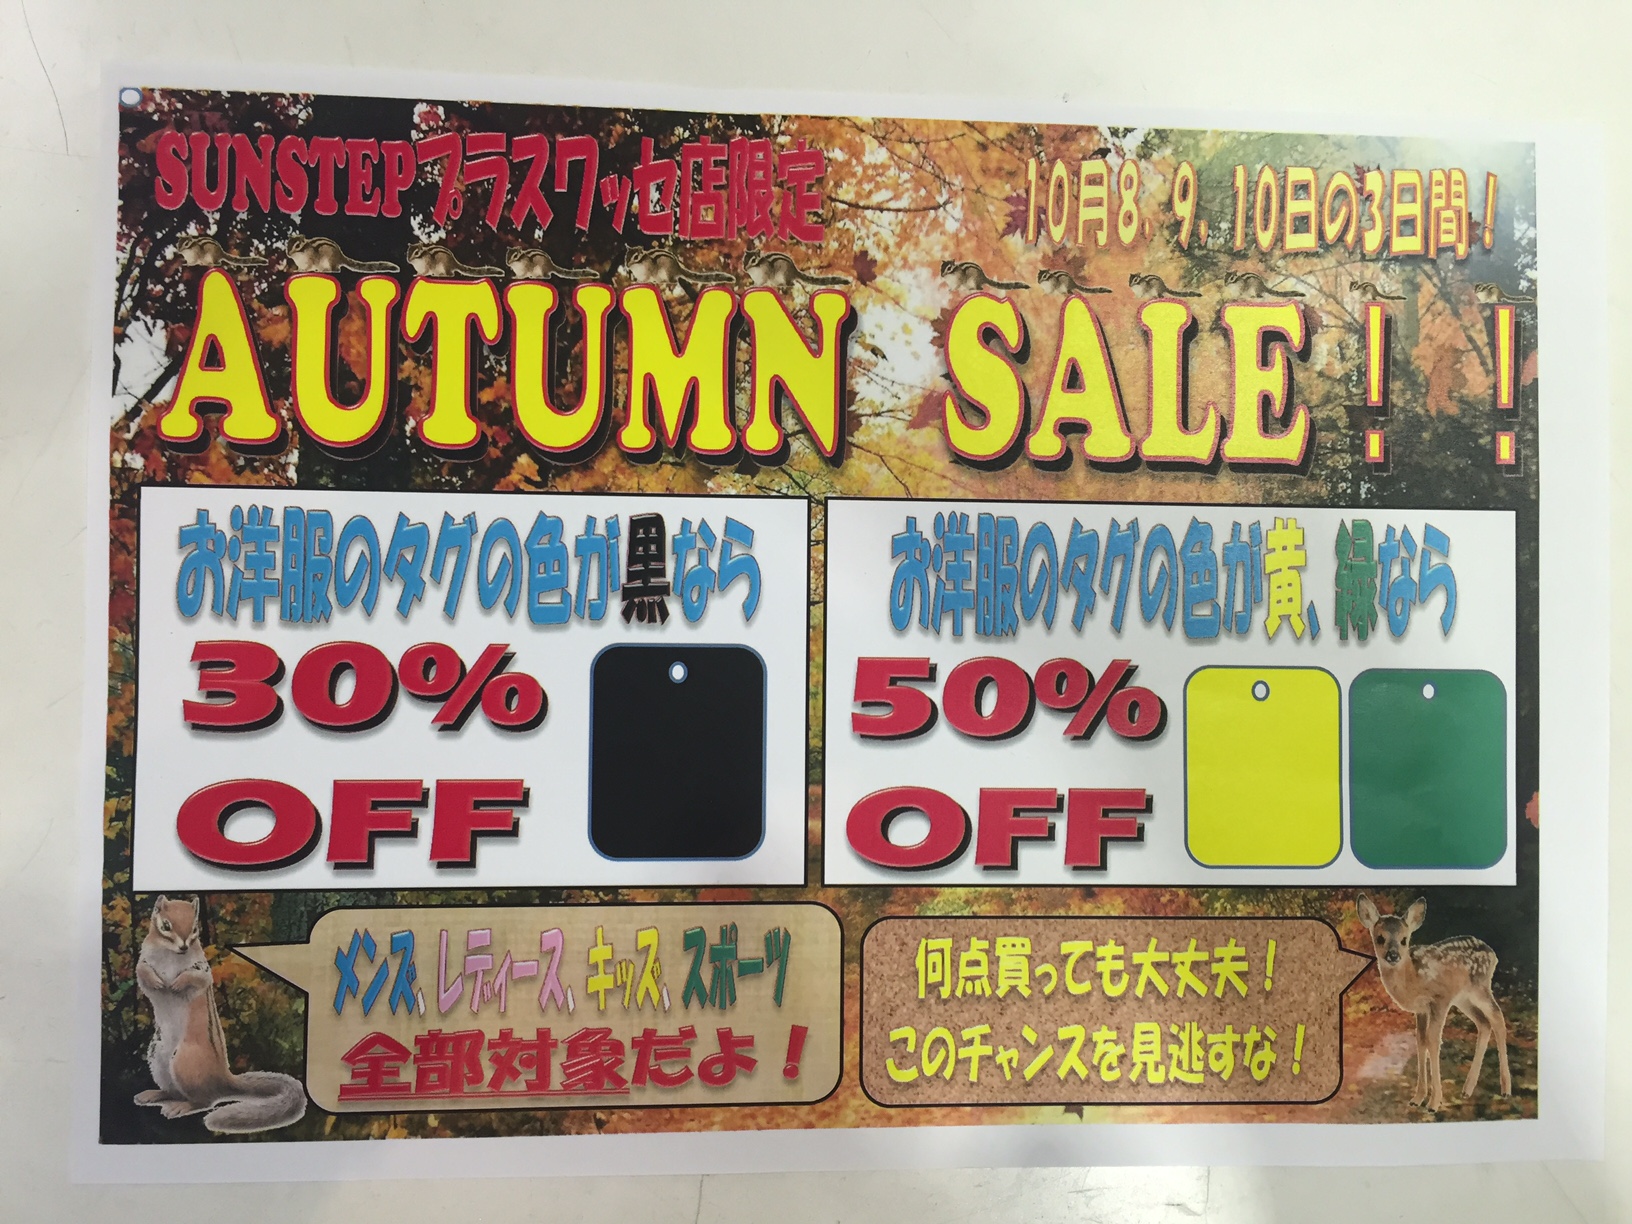 SUNSTEPプラスワッセ店限定
10月8、9、10日の3日間！
AUTUMN SALE！！
お洋服のタグの色が黒なら
30%
OFF
お洋服のタグの色が黄、緑なら
50%
OFF
メンズ、レディース、キッズ、スポーツ
全部対象だよ！
何点買っても大丈夫！
このチャンスを見逃すな！